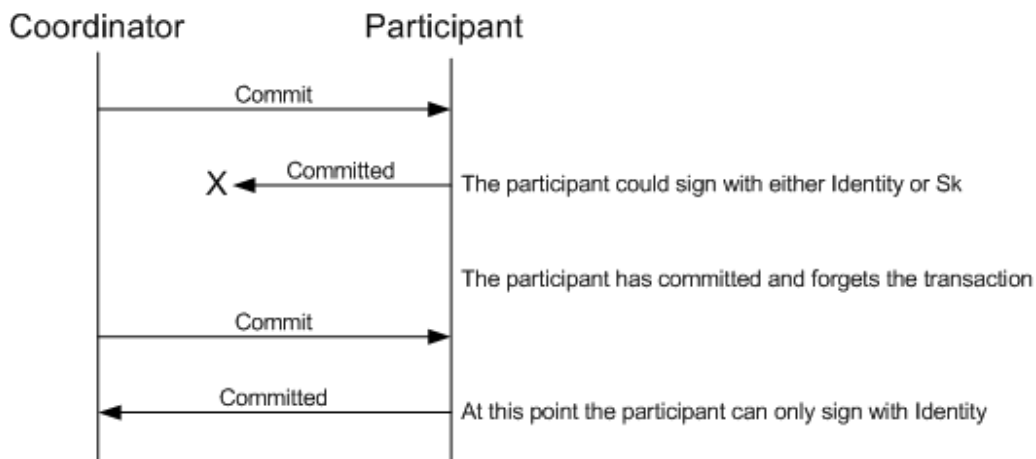 Coordinator Participant
Commit
X Committed The participant could sign with either Identity or Sk
The participant has committed and forgets the transaction
Commit
Committed At this point the participant can only sign with Identity